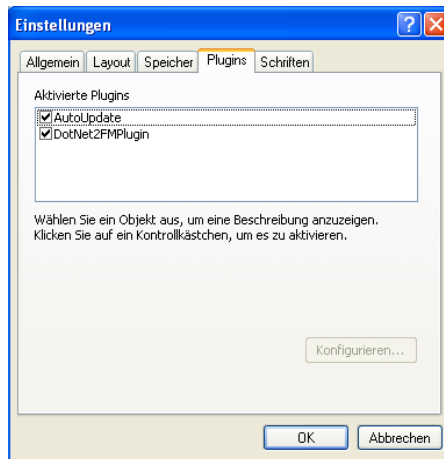 Einstellungen
Allgemein Layout Speicher Plugins Schriften
Aktivierte Plugins
AutoUpdate
DotNet2FMPlugin
Wählen Sie ein Objekt aus, um eine Beschreibung anzuzeigen.
Klicken Sie auf ein Kontrollkästchen, um es zu aktivieren.
Konfigurieren...
OK Abbrechen